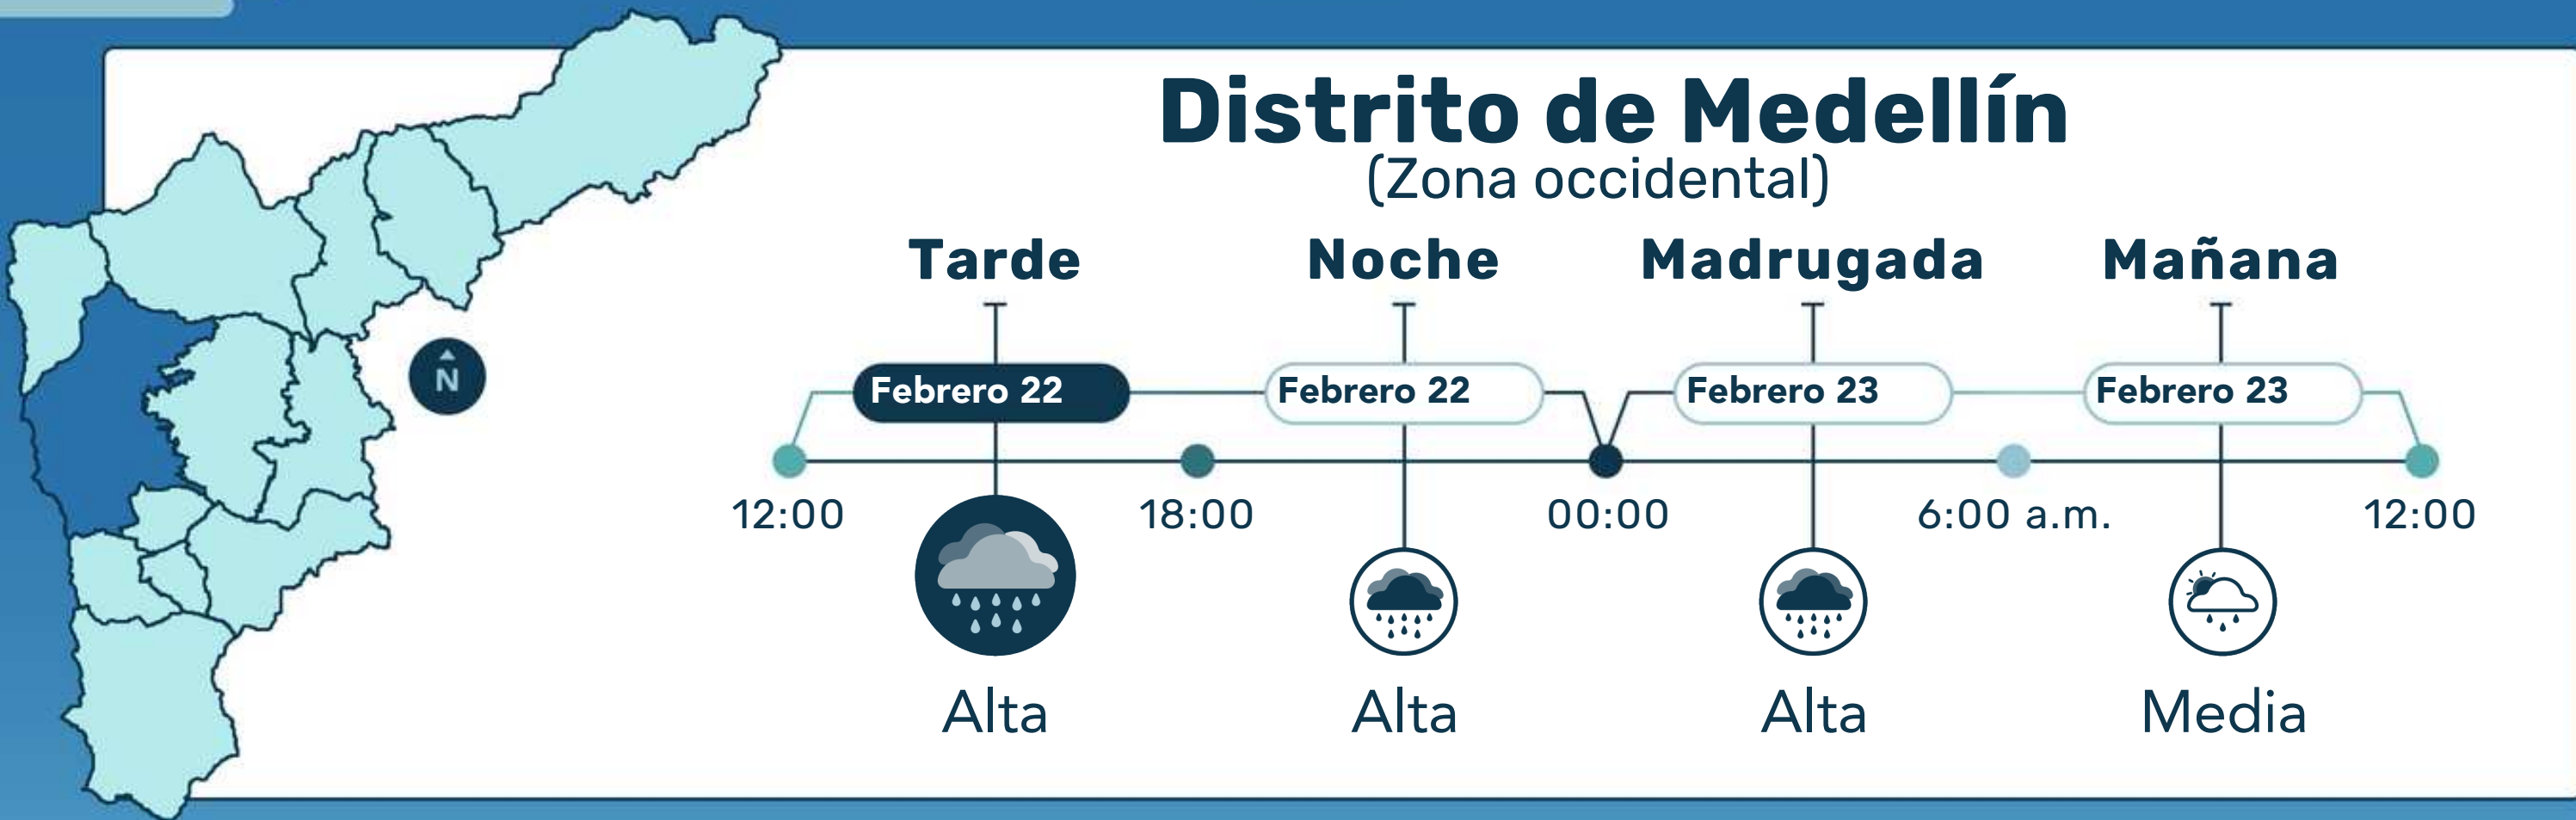 Distrito de Medellín
(Zona occidental)
Tarde Noche Madrugada Mañana
Febrero 22 Febrero 22 Febrero 23 Febrero 23
N
12:00 18:00 00:00 6:00 a.m. 12:00
Alta Alta Alta Media